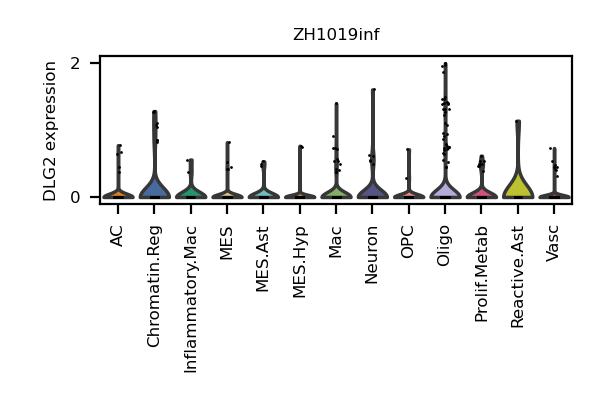 ZH1019inf
DLG2 expression
2
0
AC
Chromatin.Reg
Inflammatory.Mac
MES
MES.Ast
MES.Hyp
Mac
Neuron
OPC
Oligo
Prolif.Metab
Reactive.Ast
Vasc